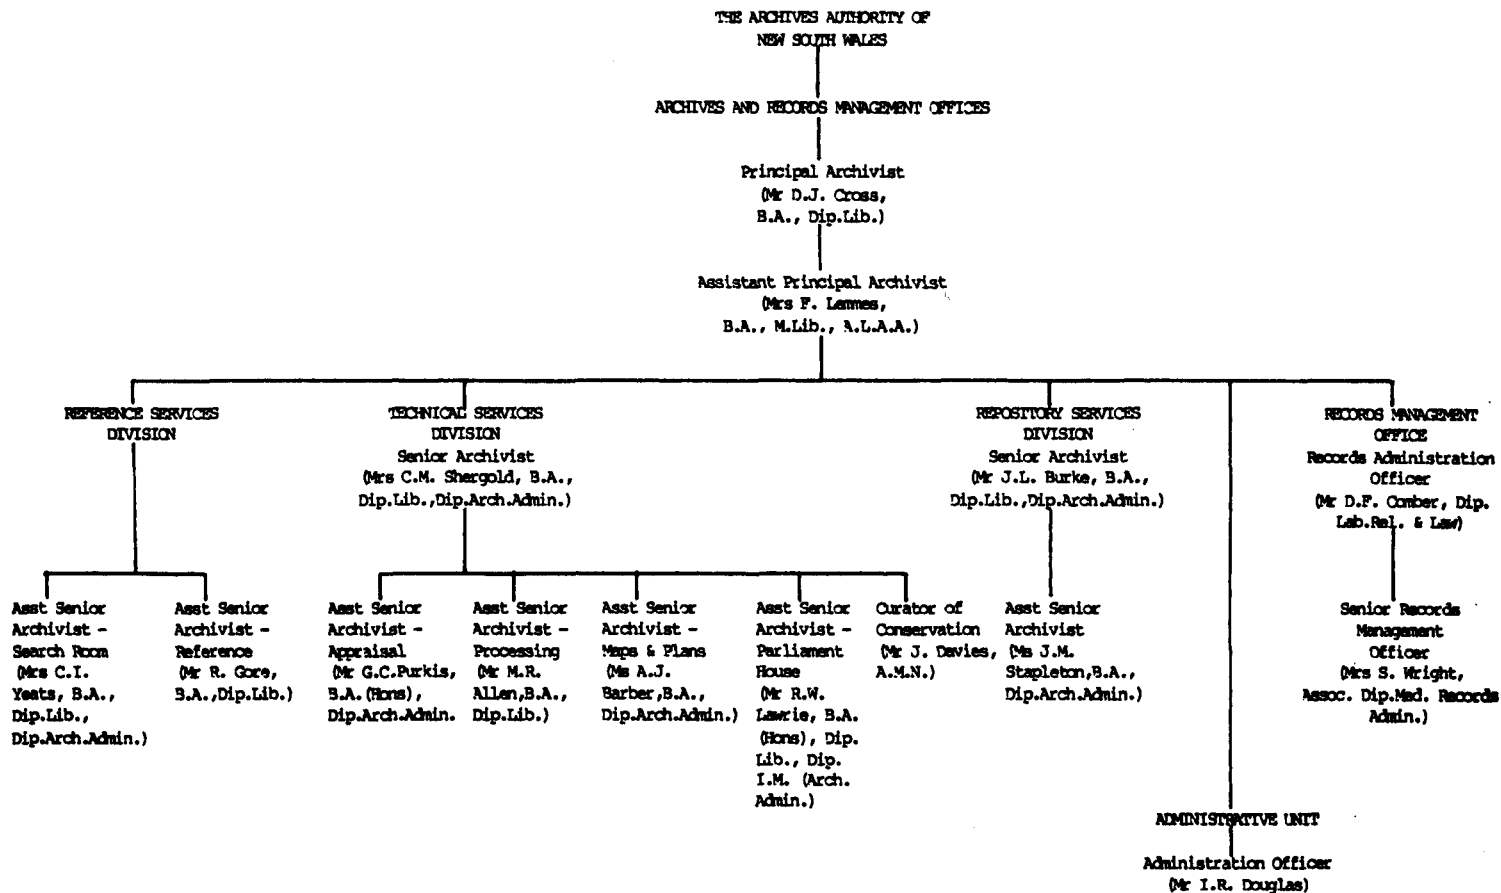 THE ARCHIVES AUTHORITY OF
NEW SOUTH WALES
ARCHIVES AND RECORDS MANAGEMENT OFFICES
Principal Archivist
(Mr D.J. Cross,
B.A., Dip.Lib.)
Assistant Principal Archivist
(Mrs F. Lemmes,
B.A., M.Lib., A.L.A.A.)
REFERENCE SERVICES
DIVISION
TECHNICAL SERVICES
DIVISION
Senior Archivist
(Mrs C.M. Shergold, B.A.,
Dip.Lib.,Dip.Arch.Admin.)
REPOSITORY SERVICES
DIVISION
Senior Archivist
(Mr J.L. Burke, B.A.,
Dip.Lib.,Dip.Arch.Admin.)
RECORDS MANAGEMENT
OFFICE
Records Administration
Officer
(Mr D.F. Comber, Dip.
Lab.Rel. & Law)
Asst Senior
Archivist -
Search Room
(Mrs C.I.
Yeats, B.A.,
Dip.Lib.,
Dip.Arch.Admin.)
Asst Senior
Archivist -
Reference
(Mr R. Gore,
B.A.,Dip.Lib.)
Asst Senior
Archivist -
Appraisal
(Mr G.C.Purkis,
B.A.(Hons),
Dip.Arch.Admin.
Asst Senior
Archivist -
Processing
(Mr M.R.
Allen,B.A.,
Dip.Lib.)
Asst Senior
Archivist -
Maps & Plans
(Ms A.J.
Barber,B.A.,
Dip.Arch.Admin.)
Asst Senior
Archivist -
Parliament
House
(Mr R.W.
Lawrie, B.A.
(Hons), Dip.
Lib., Dip.
I.M. (Arch.
Admin.)
Curator of
Conservation
(Mr J. Davies,
A.M.N.)
Asst Senior
Archivist
(Ms J.M.
Stapleton,B.A.,
Dip.Arch.Admin.)
Senior Records
Management
Officer
(Mrs S. Wright,
Assoc. Dip.Med. Records
Admin.)
ADMINISTRATIVE UNIT
Administration Officer
(Mr I.R. Douglas)